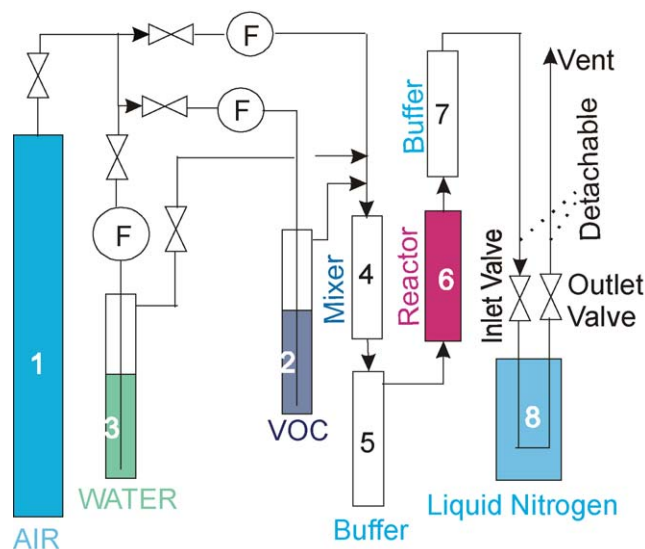 F
F
F
1
AIR
3
WATER
2
VOC
Mixer
4
5
Buffer
Reactor
6
Buffer
7
Vent
Detachable
Inlet Valve
Outlet
Valve
8
Liquid Nitrogen